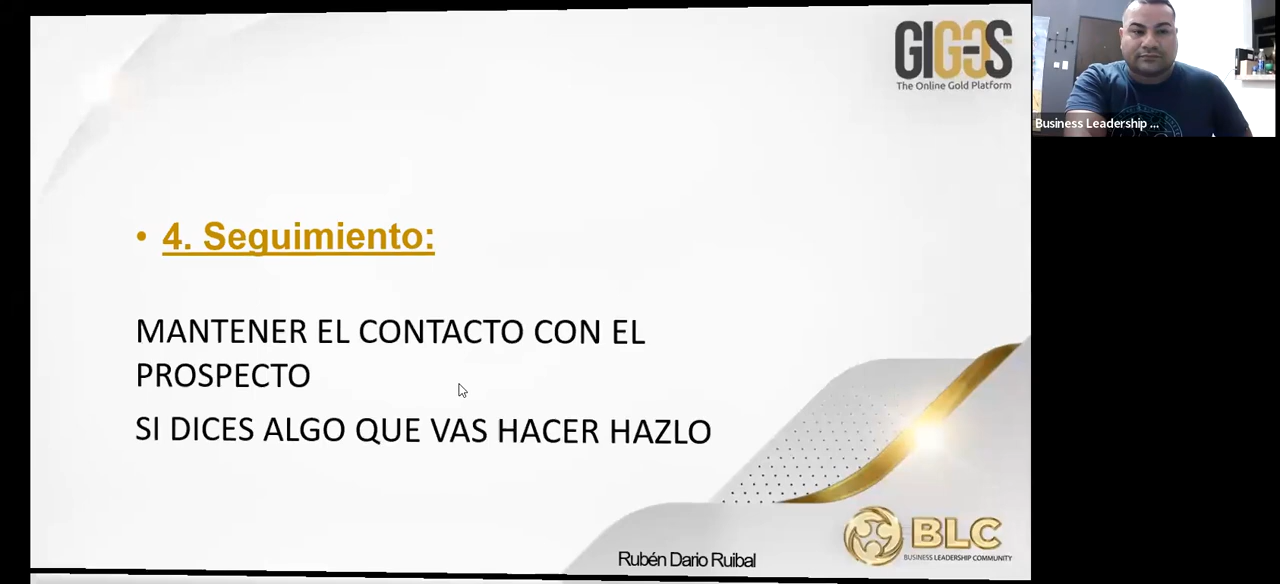 GIGOS
The Online Gold Platform
Business Leadership ...
• 4. Seguimiento:
MANTENER EL CONTACTO CON EL
PROSPECTO
SI DICES ALGO QUE VAS HACER HAZLO
BLC
BUSINESS LEADERSHIP COMMUNITY
Rubén Dario Ruibal